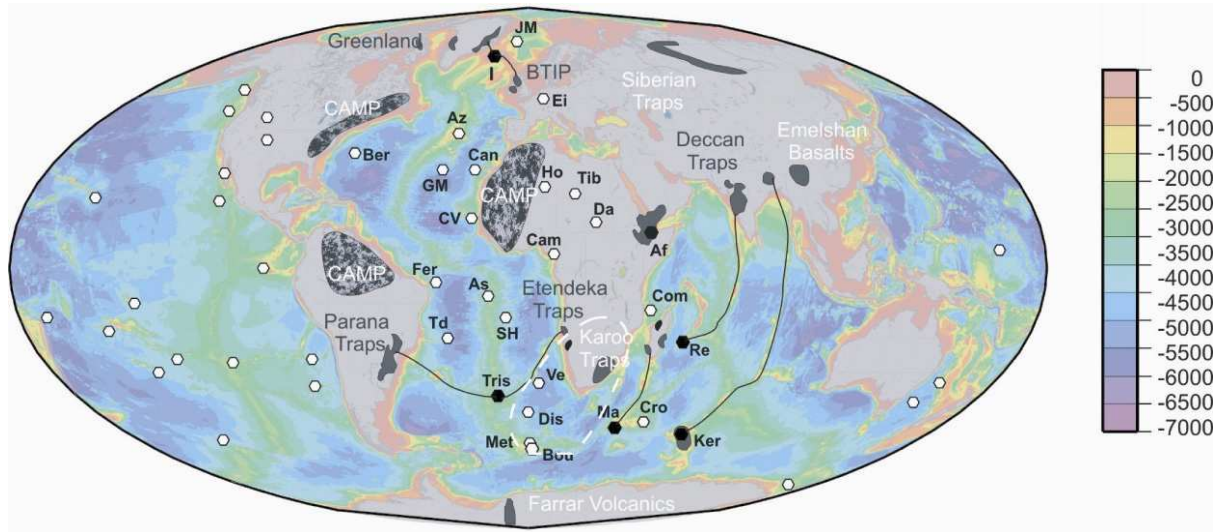 JM
Greenland
I
BTIP
Siberian
Traps
Ei
CAMP
Az
Deccan
Traps
Emelshan
Basalts
Ber
GM
Can
CAMP
Ho
Tib
CV
Da
Cam
Af
CAMP
Fer
As
Etendeka
Traps
Com
Parana
Traps
Td
SH
Karoo
Traps
Re
Tris
Ve
Dis
Ma
Cro
Met
Bou
Ker
Farrar Volcanics
0
-500
-1000
-1500
-2000
-2500
-3000
-3500
-4000
-4500
-5000
-5500
-6000
-6500
-7000